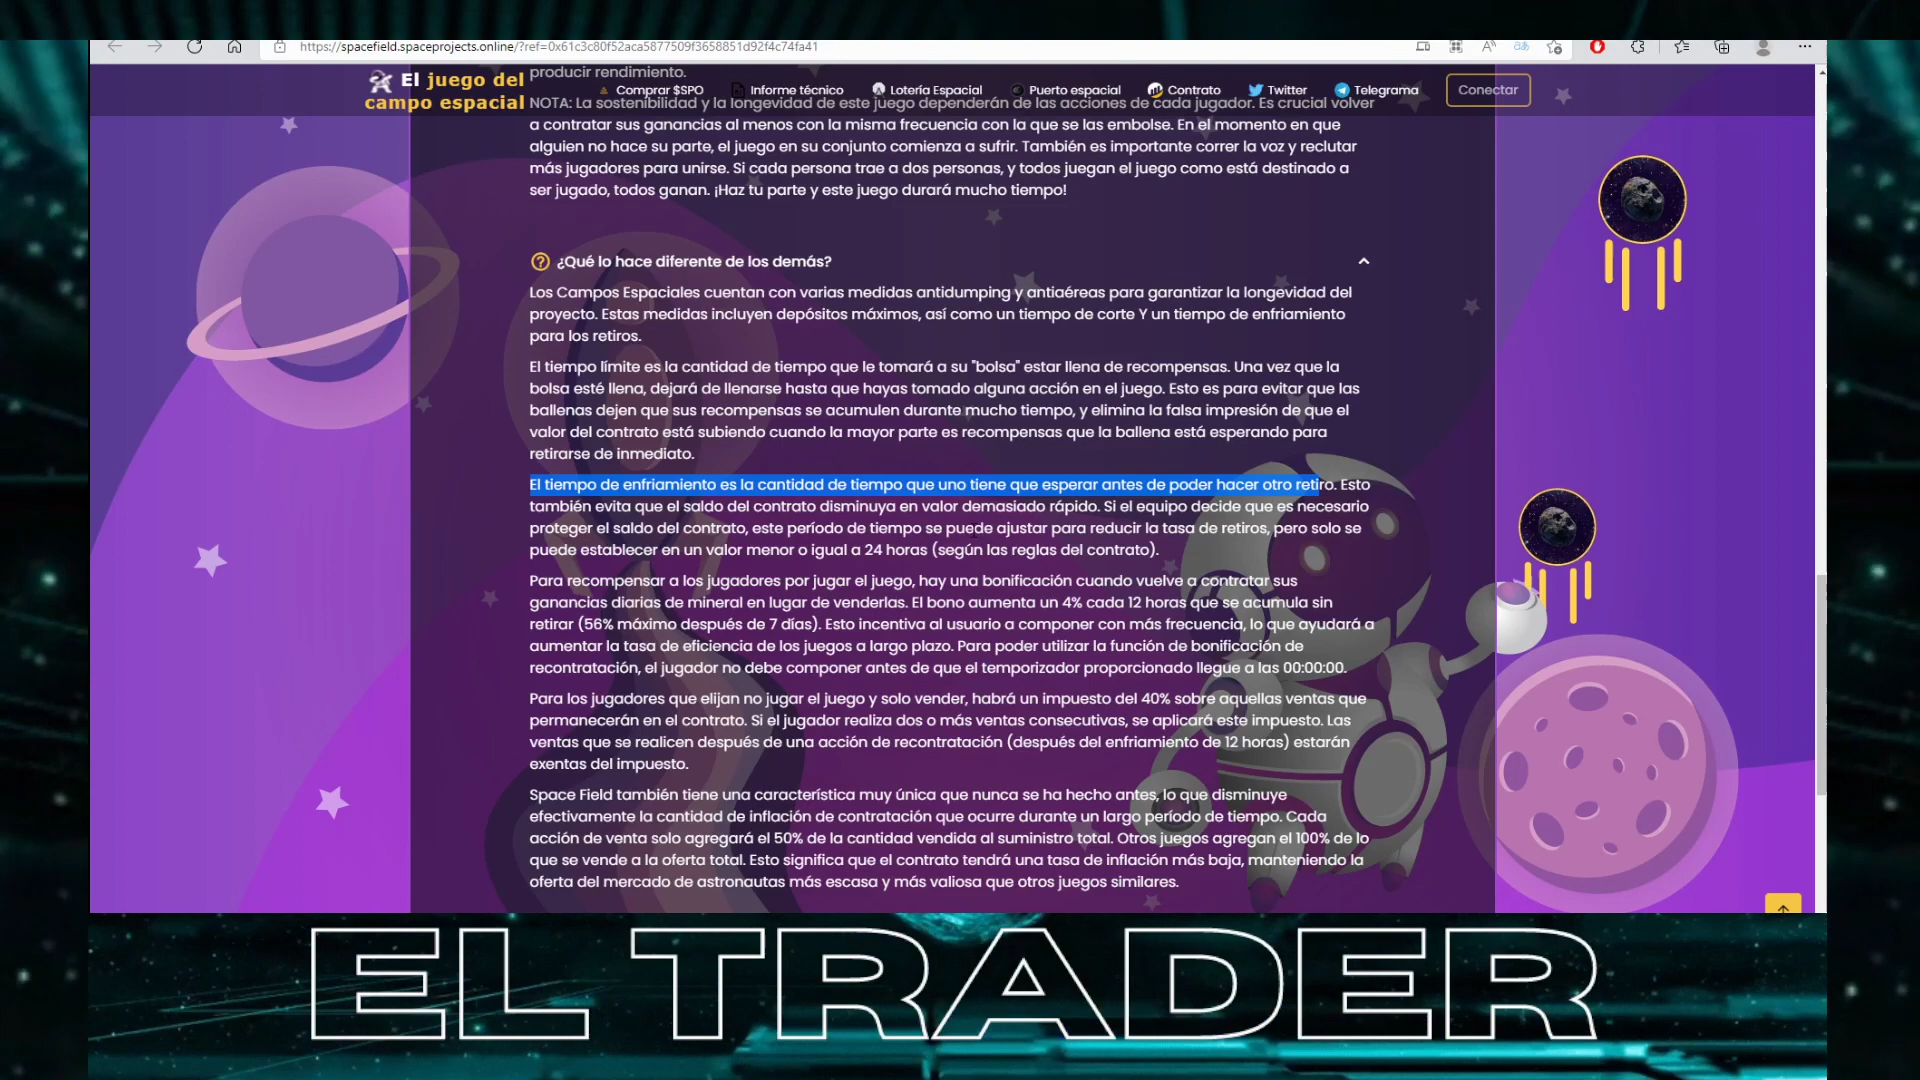 https://spacefield.spaceprojects.online/?ref=0x61c3c80f52aca5877509f3658851d92f4c74fa41
El juego del
campo espacial
Comprar $SPO
Informe técnico
Lotería Espacial
Puerto espacial
Contrato
Twitter
Telegrama
Conectar
producir rendimiento.
NOTA: La sostenibilidad y la longevidad de este juego dependerán de las acciones de cada jugador. Es crucial volver
a contratar sus ganancias al menos con la misma frecuencia con la que se las embolse. En el momento en que
alguien no hace su parte, el juego en su conjunto comienza a sufrir. También es importante correr la voz y reclutar
más jugadores para unirse. Si cada persona trae a dos personas, y todos juegan el juego como está destinado a
ser jugado, todos ganan. ¡Haz tu parte y este juego durará mucho tiempo!
¿Qué lo hace diferente de los demás?
Los Campos Espaciales cuentan con varias medidas antidumping y antiaéreas para garantizar la longevidad del
proyecto. Estas medidas incluyen depósitos máximos, así como un tiempo de corte Y un tiempo de enfriamiento
para los retiros.
El tiempo límite es la cantidad de tiempo que le tomará a su "bolsa" estar llena de recompensas. Una vez que la
bolsa esté llena, dejará de llenarse hasta que hayas tomado alguna acción en el juego. Esto es para evitar que las
ballenas dejen que sus recompensas se acumulen durante mucho tiempo, y elimina la falsa impresión de que el
valor del contrato está subiendo cuando la mayor parte es recompensas que la ballena está esperando para
retirarse de inmediato.
El tiempo de enfriamiento es la cantidad de tiempo que uno tiene que esperar antes de poder hacer otro retiro. Esto
también evita que el saldo del contrato disminuya en valor demasiado rápido. Si el equipo decide que es necesario
proteger el saldo del contrato, este período de tiempo se puede ajustar para reducir la tasa de retiros, pero solo se
puede establecer en un valor menor o igual a 24 horas (según las reglas del contrato).
Para recompensar a los jugadores por jugar el juego, hay una bonificación cuando vuelve a contratar sus
ganancias diarias de mineral en lugar de venderlas. El bono aumenta un 4% cada 12 horas que se acumula sin
retirar (56% máximo después de 7 días). Esto incentiva al usuario a componer con más frecuencia, lo que ayudará a
aumentar la tasa de eficiencia de los juegos a largo plazo. Para poder utilizar la función de bonificación de
recontratación, el jugador no debe componer antes de que el temporizador proporcionado llegue a las 00:00:00.
Para los jugadores que elijan no jugar el juego y solo vender, habrá un impuesto del 40% sobre aquellas ventas que
permanecerán en el contrato. Si el jugador realiza dos o más ventas consecutivas, se aplicará este impuesto. Las
ventas que se realicen después de una acción de recontratación (después del enfriamiento de 12 horas) estarán
exentas del impuesto.
Space Field también tiene una característica muy única que nunca se ha hecho antes, lo que disminuye
efectivamente la cantidad de inflación de contratación que ocurre durante un largo período de tiempo. Cada
acción de venta solo agregará el 50% de la cantidad vendida al suministro total. Otros juegos agregan el 100% de lo
que se vende a la oferta total. Esto significa que el contrato tendrá una tasa de inflación más baja, manteniendo la
oferta del mercado de astronautas más escasa y más valiosa que otros juegos similares.
EL TRADER